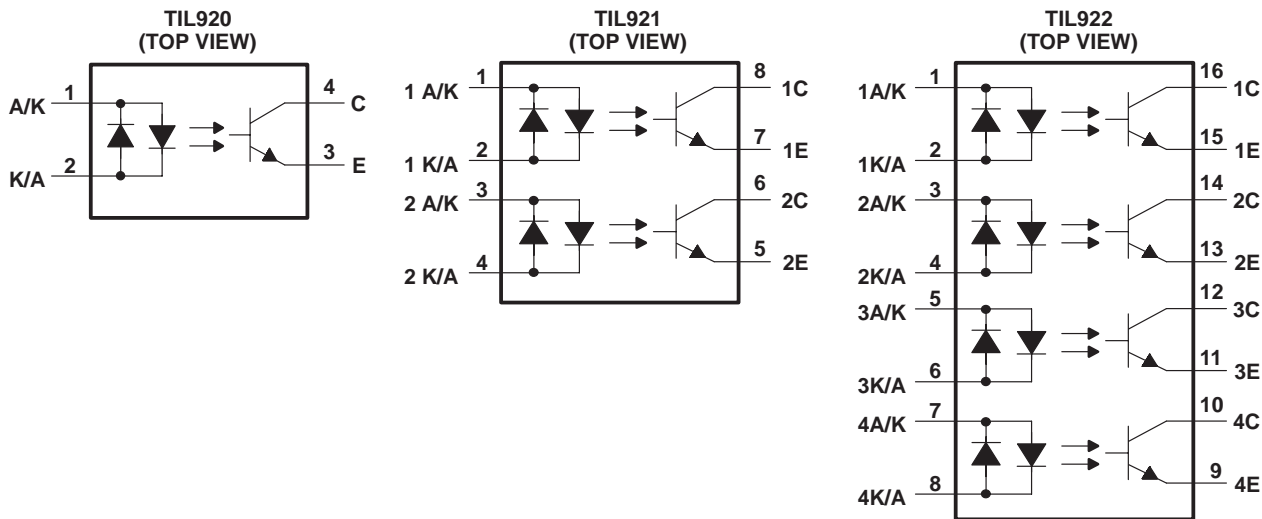 TIL920
(TOP VIEW)
A/K 1
K/A 2
4 C
3 E
TIL921
(TOP VIEW)
1 A/K 1
1 K/A 2
2 A/K 3
2 K/A 4
8 1C
7 1E
6 2C
5 2E
TIL922
(TOP VIEW)
1A/K 1
1K/A 2
2A/K 3
2K/A 4
3A/K 5
3K/A 6
4A/K 7
4K/A 8
16 1C
15 1E
14 2C
13 2E
12 3C
11 3E
10 4C
9 4E